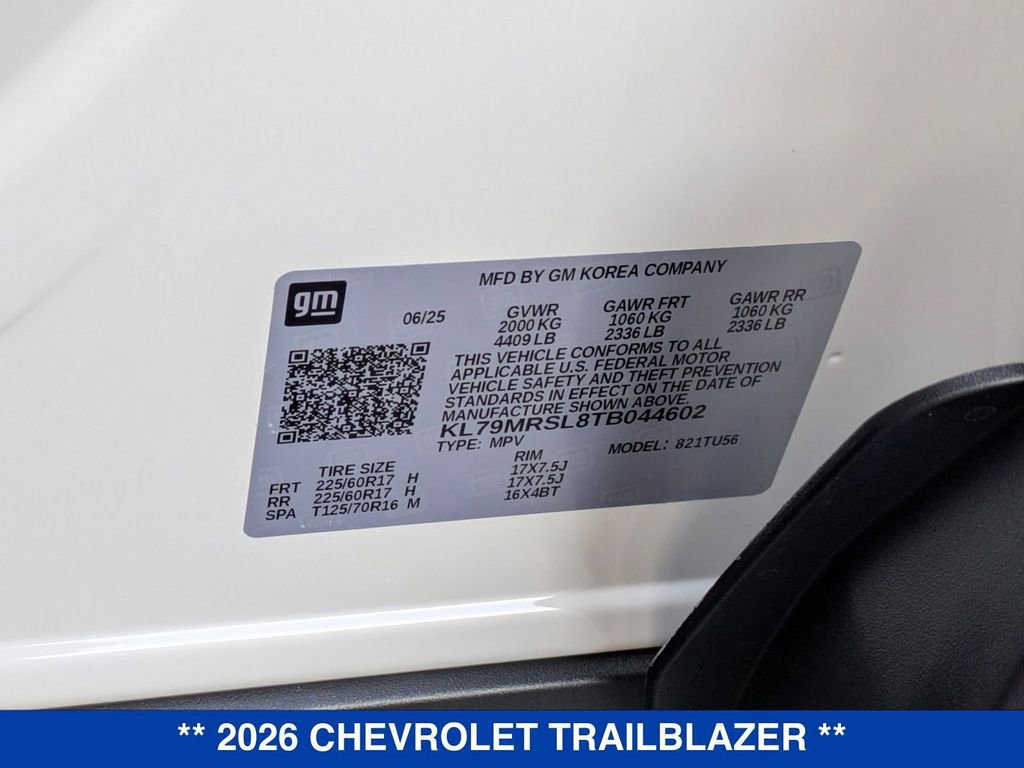 MFD BY GM KOREA COMPANY
gm
06/25
GVWR GAWR FRT GAWR RR
2000 KG 1060 KG 1060 KG
4409 LB 2336 LB 2336 LB
THIS VEHICLE CONFORMS TO ALL
APPLICABLE U.S. FEDERAL MOTOR
VEHICLE SAFETY AND THEFT PREVENTION
STANDARDS IN EFFECT ON THE DATE OF
MANUFACTURE SHOWN ABOVE.
KL79MRSL8TB044602
TYPE: MPV MODEL: 821TU56
TIRE SIZE RIM
FRT 225/60R17 H 17X7.5J
RR 225/60R17 H 17X7.5J
SPA T125/70R16 M 16X4BT
** 2026 CHEVROLET TRAILBLAZER **